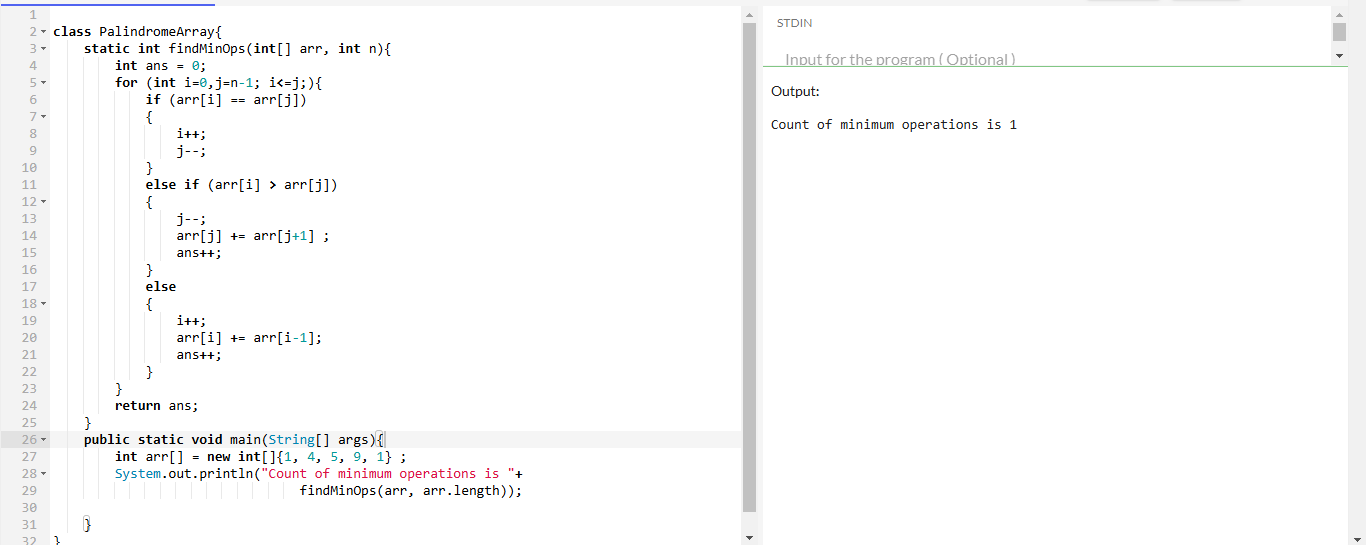 1
2 class PalindromeArray{
3 static int findMinOps(int[] arr, int n){
4 int ans = 0;
5 for (int i=0,j=n-1; i<=j;){
6 if (arr[i] == arr[j])
7 {
8 i++;
9 j--;
10 }
11 else if (arr[i] > arr[j])
12 {
13 j--;
14 arr[j] += arr[j+1] ;
15 ans++;
16 }
17 else
18 {
19 i++;
20 arr[i] += arr[i-1];
21 ans++;
22 }
23 }
24 return ans;
25 }
26 public static void main(String[] args){
27 int arr[] = new int[]{1, 4, 5, 9, 1} ;
28 System.out.println("Count of minimum operations is "+
29 findMinOps(arr, arr.length));
30
31 }
32 }
STDIN
Input for the program ( Optional )
Output:
Count of minimum operations is 1